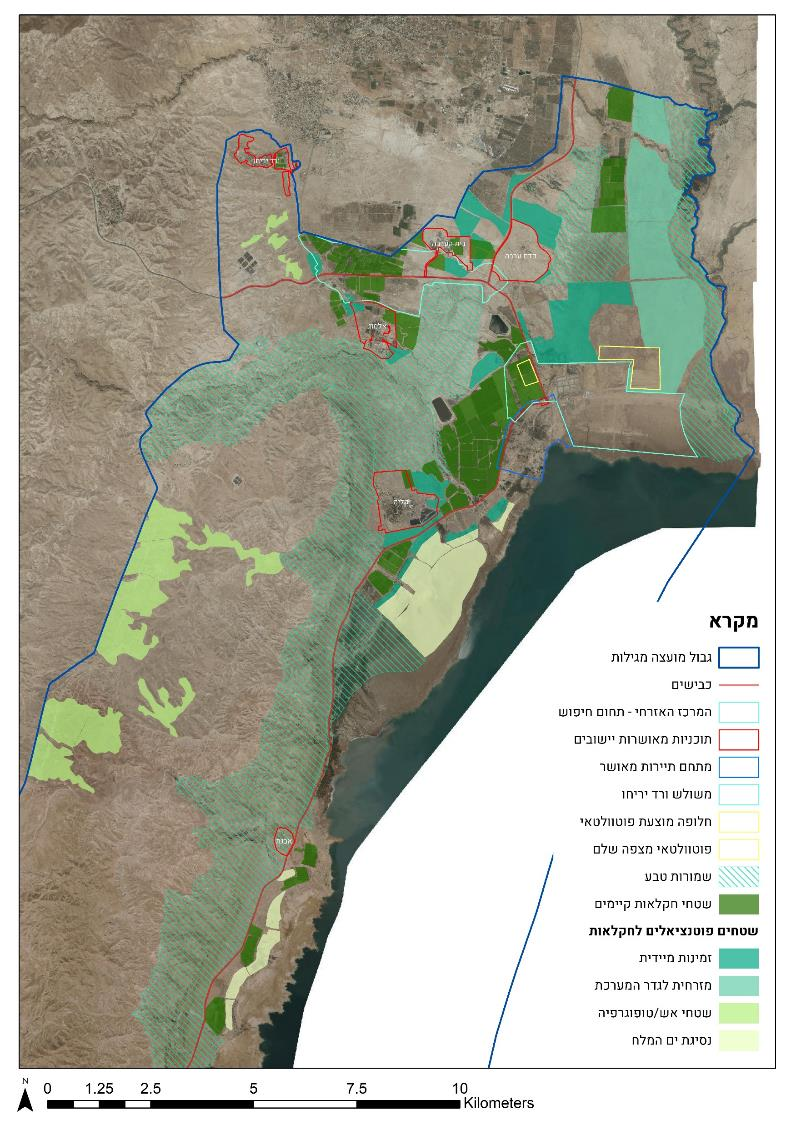 ורד יריחו
בית הערבה
אלמוג
קליה
אבנת
מקרא
גבול מועצה מגילות
כבישים
המרכז האזרחי - תחום חיפוש
תוכניות מאושרות יישובים
מתחם תיירות מאושר
משולש ורד יריחו
חלופה מוצעת פוטוולטאי
פוטוולטאי מצפה שלם
שמורות טבע
שטחי חקלאות קיימים
שטחים פוטנציאלים לחקלאות
זמינות מיידית
מזרחית לגדר המערכת
שטחי אש/טופוגרפיה
נסיגת ים המלח
N
0 1.25 2.5 5 7.5 10
Kilometers